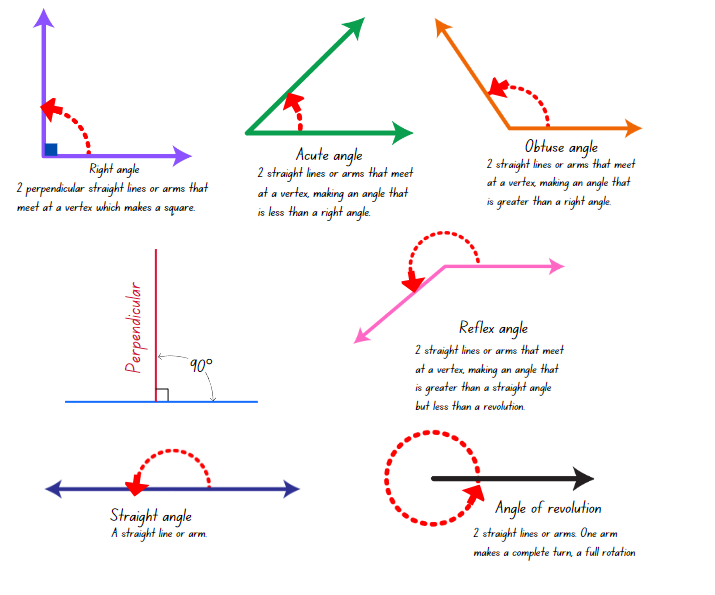 Right angle
2 perpendicular straight lines or arms that
meet at a vertex which makes a square.
Acute angle
2 straight lines or arms that meet
at a vertex, making an angle that
is less than a right angle.
Obtuse angle
2 straight lines or arms that meet
at a vertex, making an angle that
is greater than a right angle.
Perpendicular
90°
Reflex angle
2 straight lines or arms that meet
at a vertex, making an angle that
is greater than a straight angle
but less than a revolution.
Straight angle
A straight line or arm.
Angle of revolution
2 straight lines or arms. One arm
makes a complete turn, a full rotation